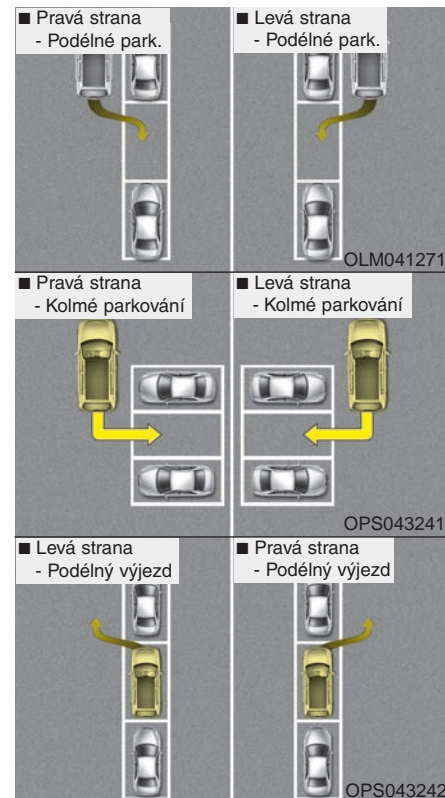 ■ Pravá strana
- Podélné park.
■ Levá strana
- Podélné park.
OLM041271
■ Pravá strana
- Kolmé parkování
■ Levá strana
- Kolmé parkování
OPS043241
■ Levá strana
- Podélný výjezd
■ Pravá strana
- Podélný výjezd
OPS043242